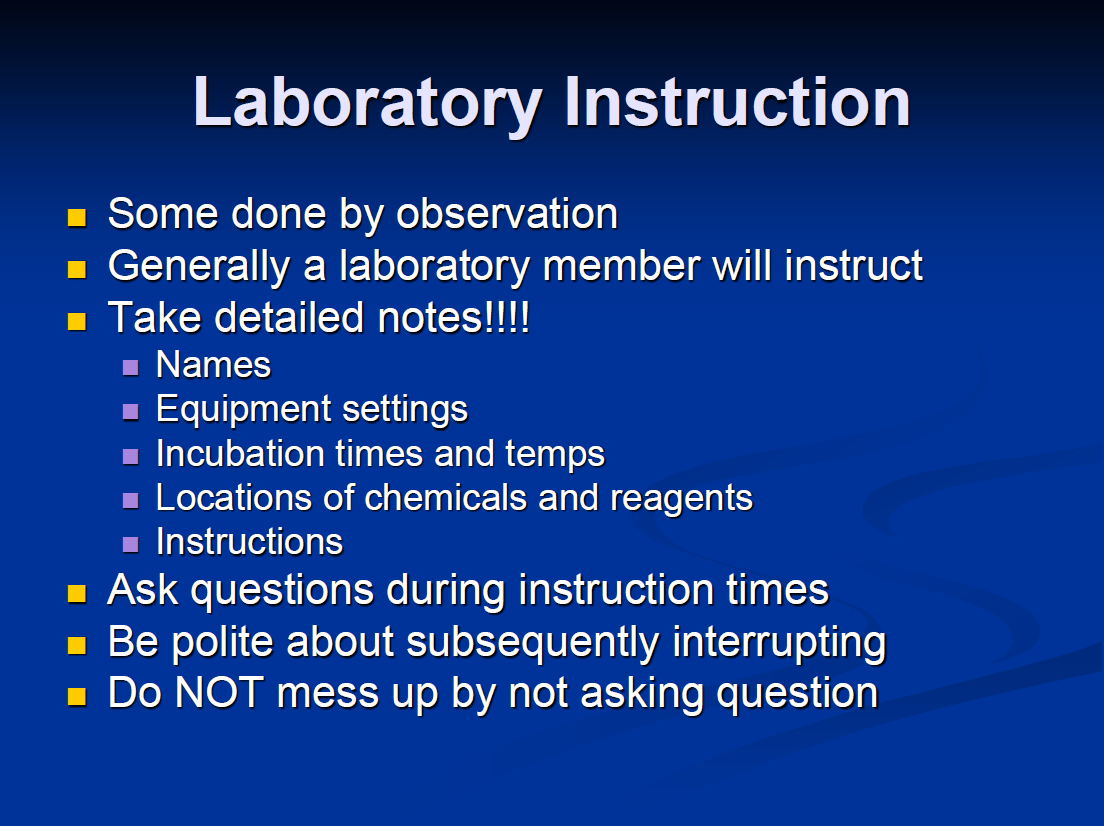 Laboratory Instruction
Some done by observation
Generally a laboratory member will instruct
Take detailed notes!!!!
Names
Equipment settings
Incubation times and temps
Locations of chemicals and reagents
Instructions
Ask questions during instruction times
Be polite about subsequently interrupting
Do NOT mess up by not asking question